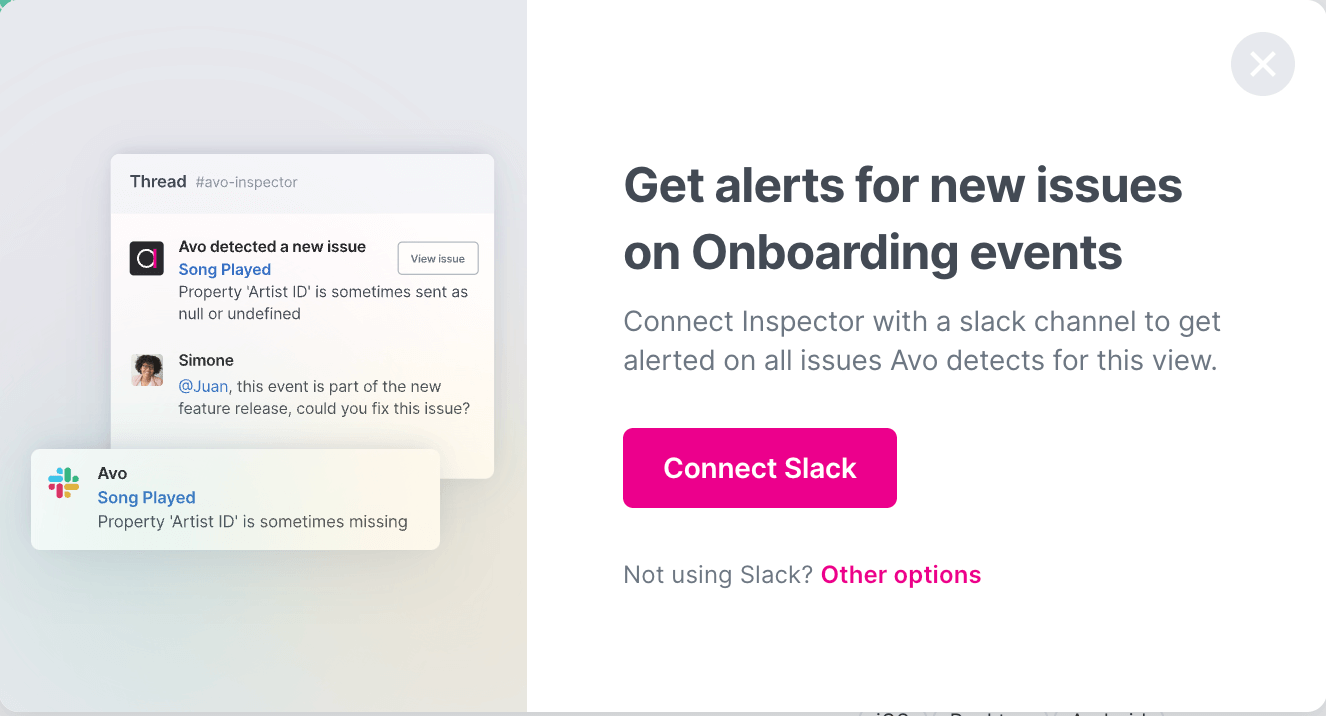 Thread #avo-inspector
Avo detected a new issue
View issue
Song Played
Property 'Artist ID' is sometimes sent as
null or undefined
Simone
@Juan, this event is part of the new
feature release, could you fix this issue?
Avo
Song Played
Property 'Artist ID' is sometimes missing
Get alerts for new issues
on Onboarding events
Connect Inspector with a slack channel to get
alerted on all issues Avo detects for this view.
Connect Slack
Not using Slack? Other options